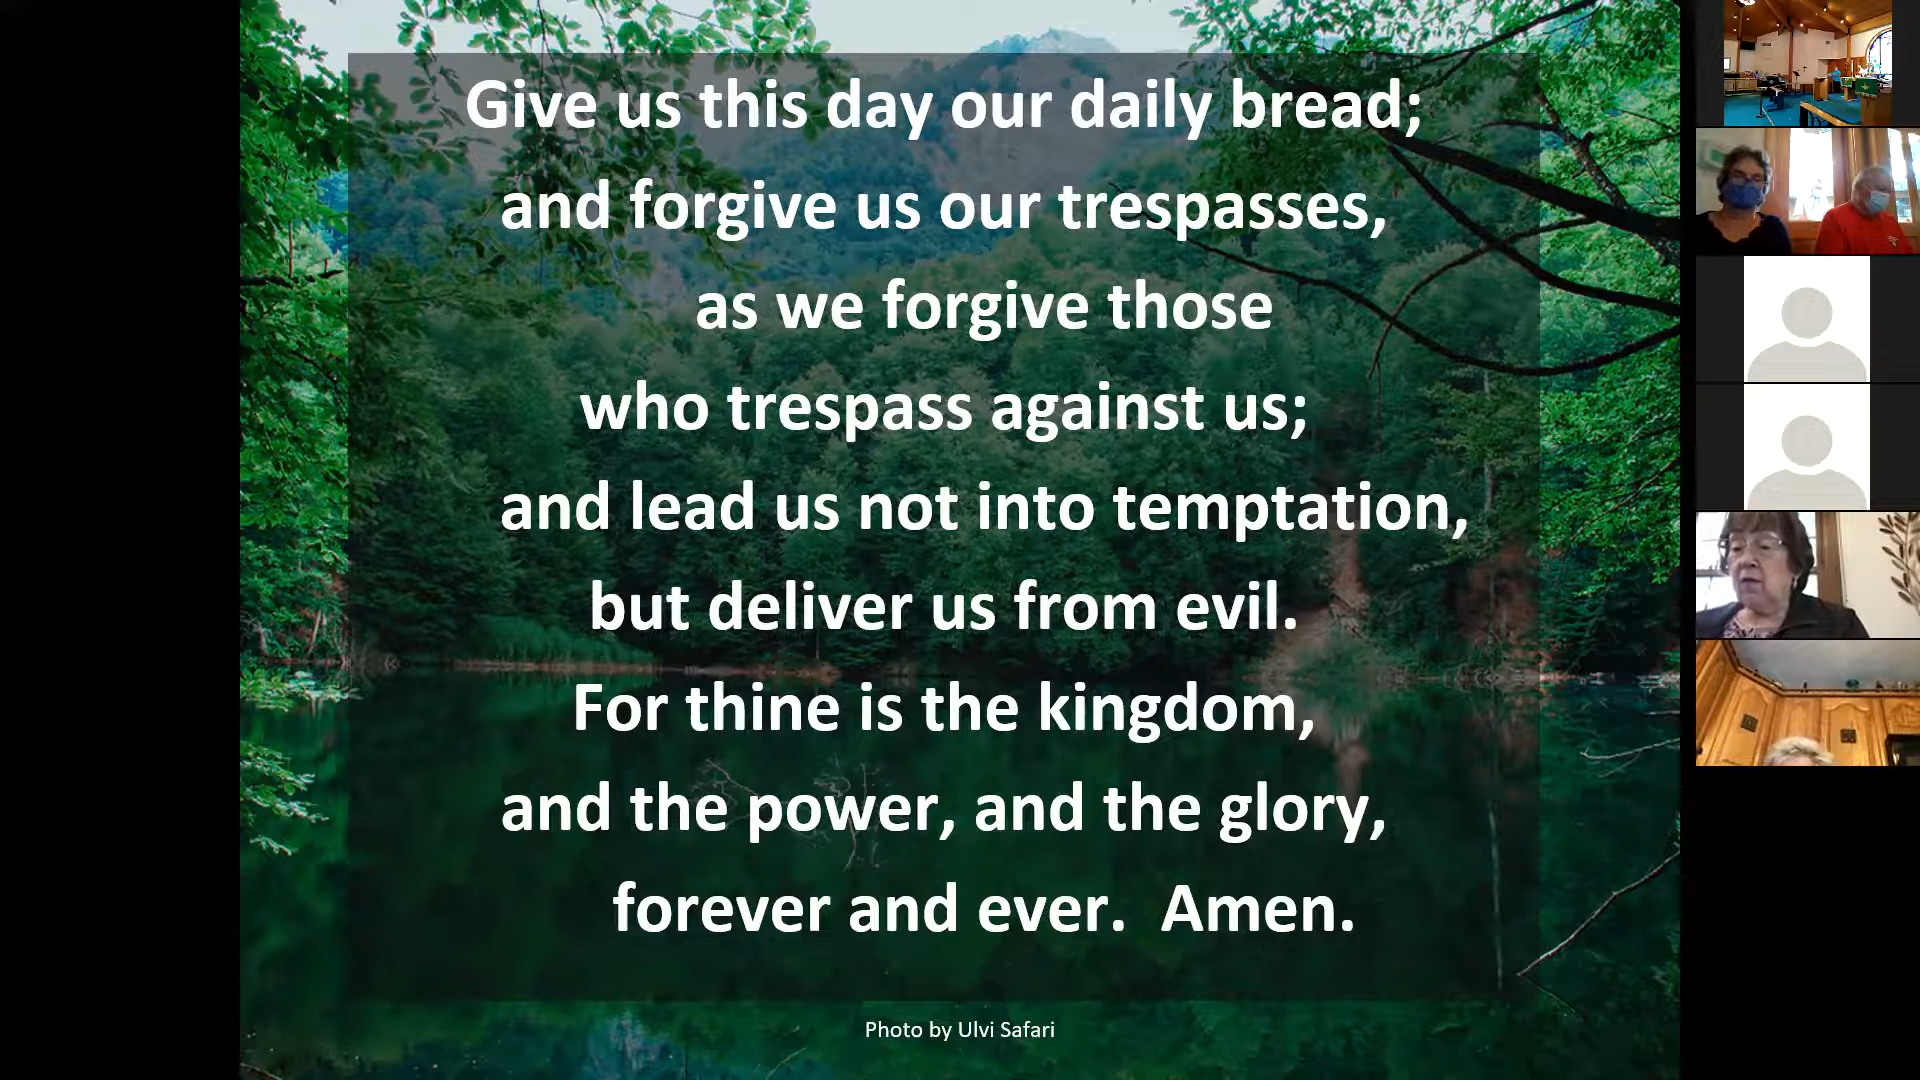 Give us this day our daily bread;
and forgive us our trespasses,
as we forgive those
who trespass against us;
and lead us not into temptation,
but deliver us from evil.
For thine is the kingdom,
and the power, and the glory,
forever and ever.  Amen.
Photo by Ulvi Safari